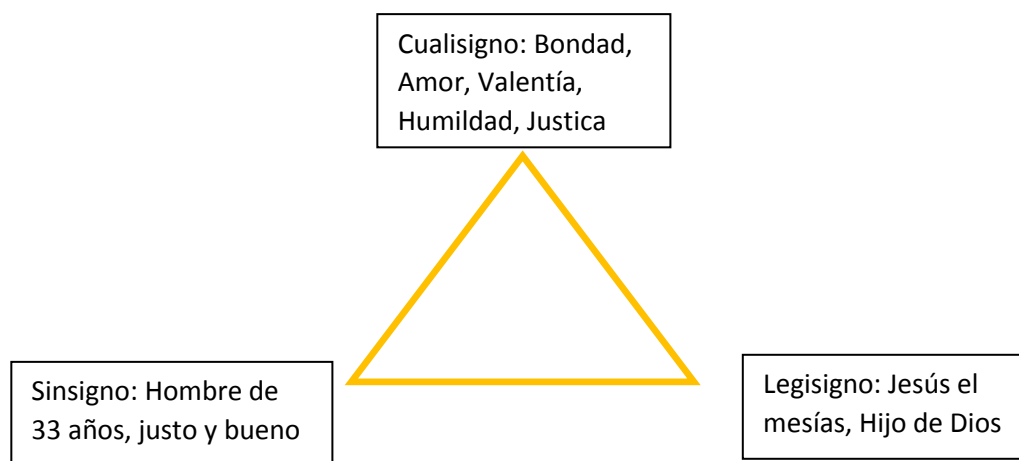 Cualisigno: Bondad,
Amor, Valentía,
Humildad, Justica
Sinsigno: Hombre de
33 años, justo y bueno
Legisigno: Jesús el
mesías, Hijo de Dios